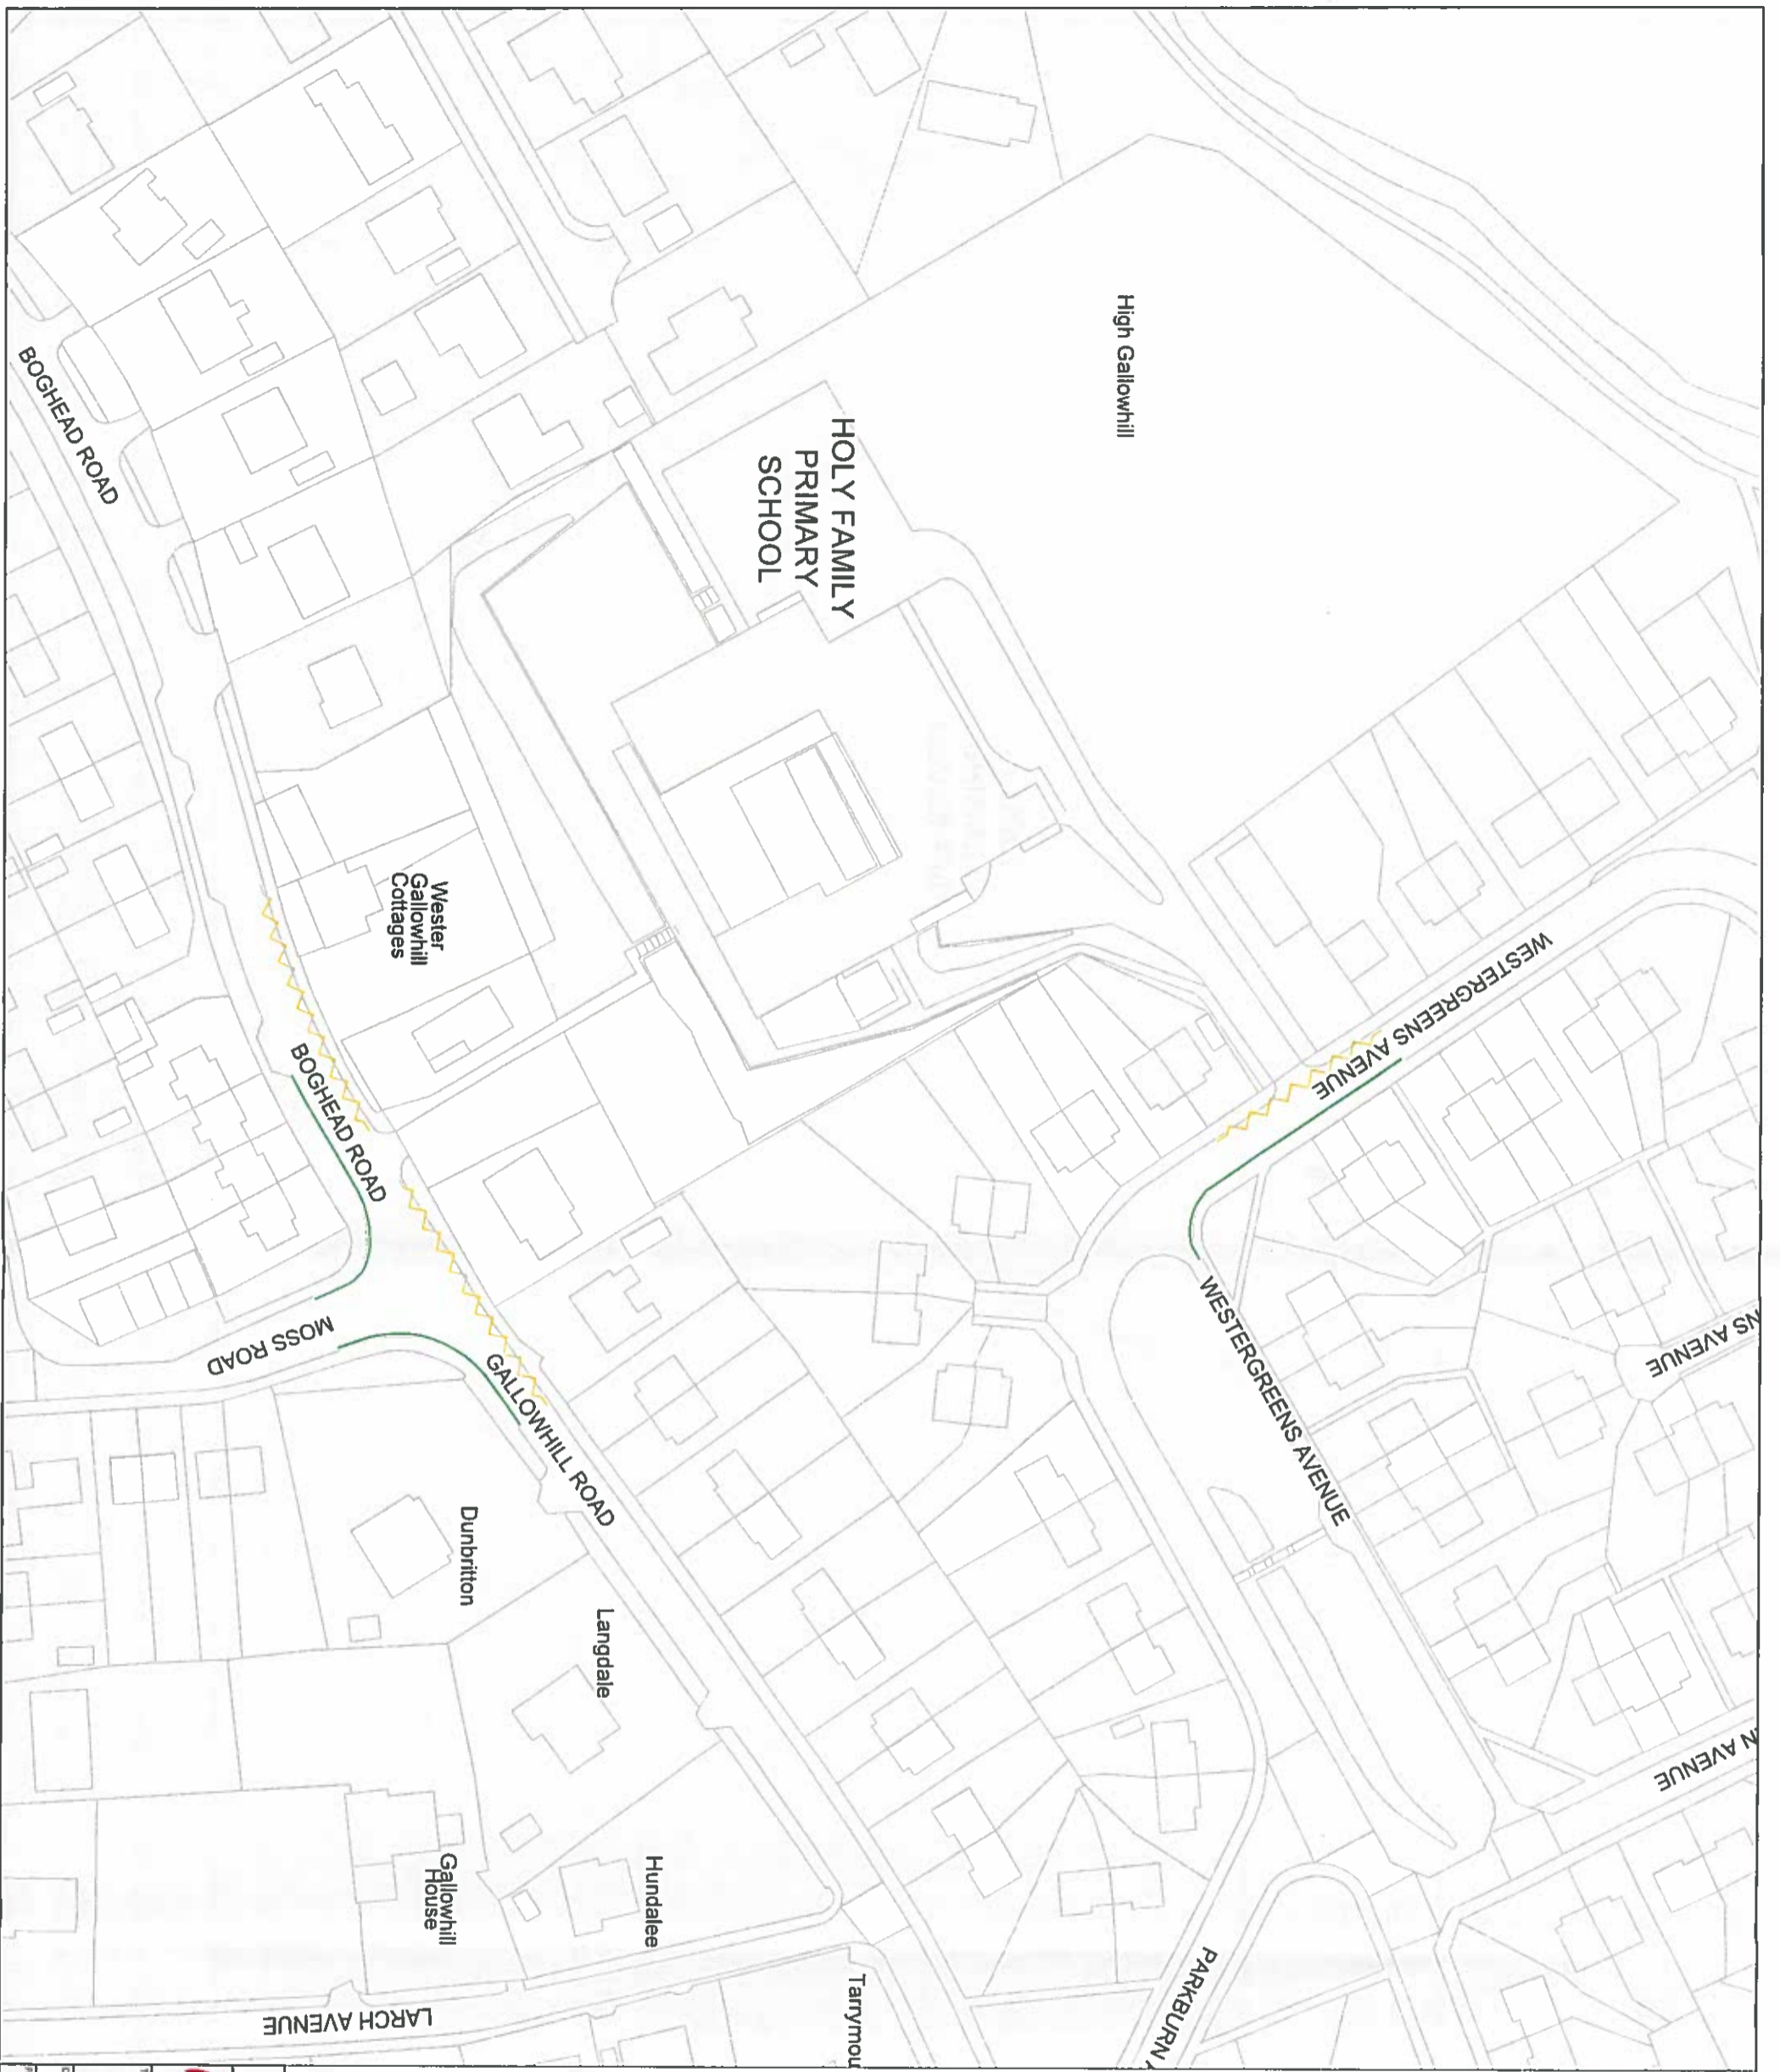 High Gallowhill
HOLY FAMILY
PRIMARY
SCHOOL
BOGHEAD ROAD
Wester
Gallowhill
Cottages
WESTERGREENS AVENUE
BOGHEAD ROAD
WESTERGREENS AVENUE
NS AVENUE
MOSS ROAD
GALLOWHILL ROAD
Dunbritton
Langdale
N AVENUE
Gallowhill
House
Hundalee
PARKBURN
Tarrymou
LARCH AVENUE